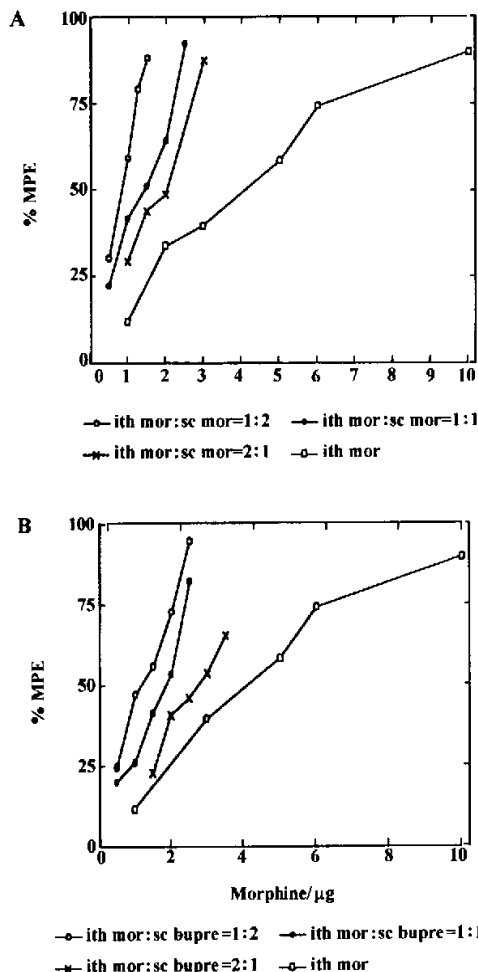 A
100
75
50
25
0
% MPE
0 1 2 3 4 5 6 7 8 9 10
ith mor:sc mor=1:2 ith mor:sc mor=1:1
ith mor:sc mor=2:1 ith mor
B
100
75
50
25
0
% MPE
0 2 4 6 8 10
Morphine/μg
ith mor:sc bupre=1:2 ith mor:sc bupre=1:1
ith mor:sc bupre=2:1 ith mor